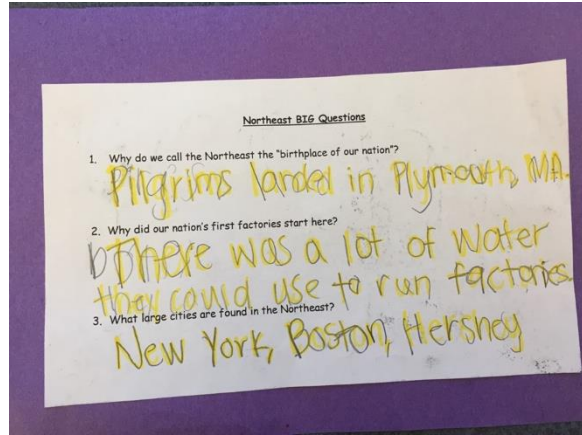 Northeast BIG Questions
1. Why do we call the Northeast the "birthplace of our nation"?
Pilgrims landed in Plymouth, MA.
2. Why did our nation's first factories start here?
There was a lot of water
they could use to run factories.
3. What large cities are found in the Northeast?
New York, Boston, Hershey